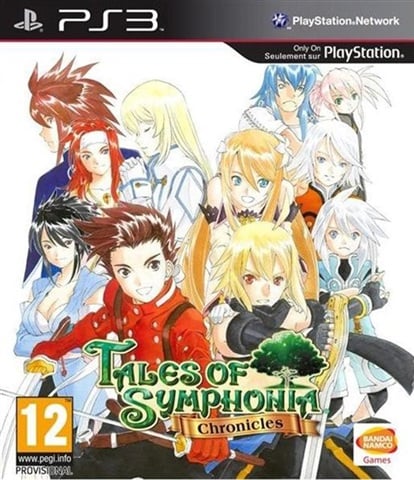 PS3
PlayStation®Network
Only On
Seulement sur
PlayStation®
TALES OF
SYMPHONIA
Chronicles
12
www.pegi.info
PROVISIONAL
BANDAI
NAMCO
Games